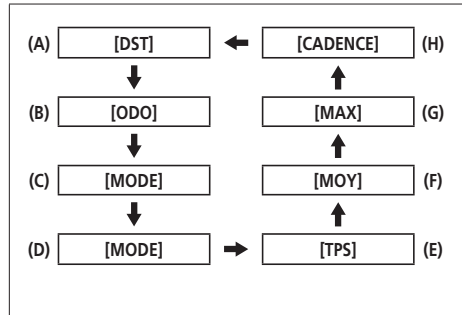 (A) [DST] [CADENCE] (H)
(B) [ODO] [MAX] (G)
(C) [MODE] [MOY] (F)
(D) [MODE] [TPS] (E)